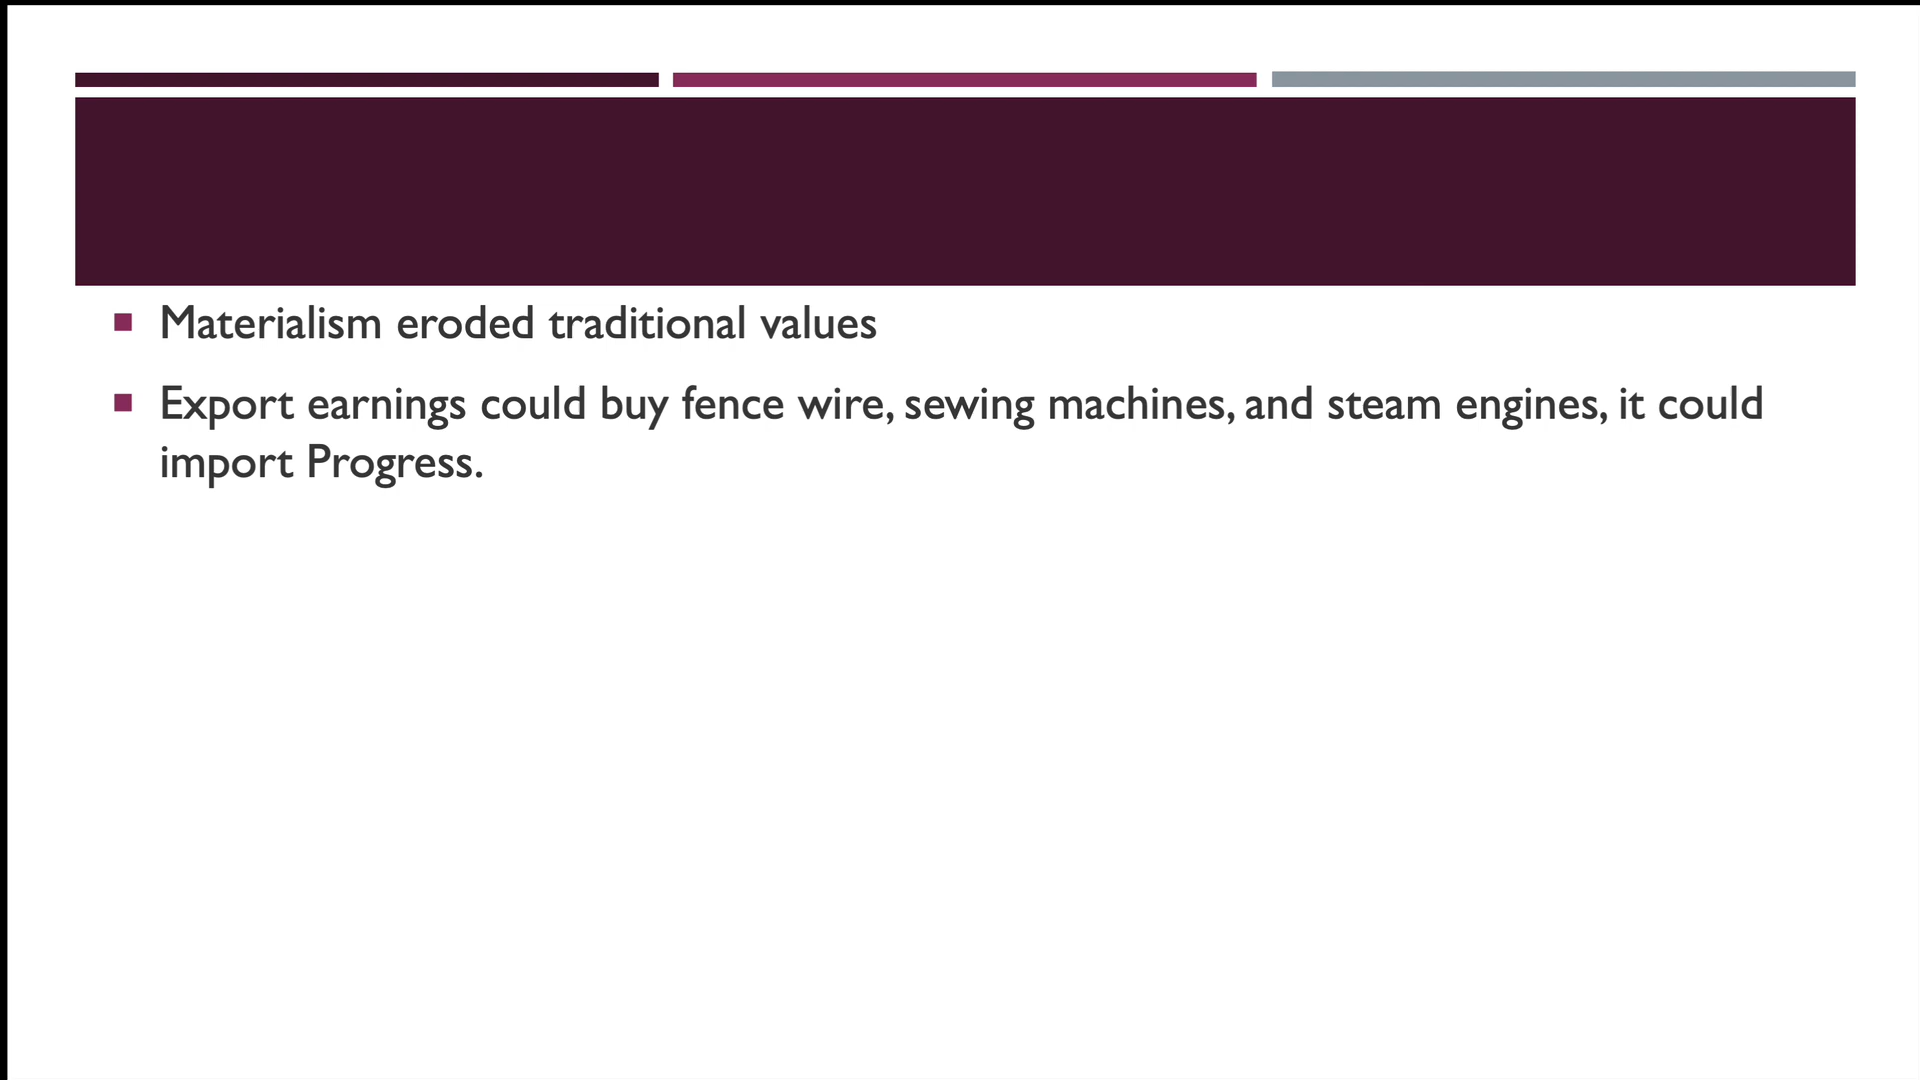 Materialism eroded traditional values
Export earnings could buy fence wire, sewing machines, and steam engines, it could
import Progress.